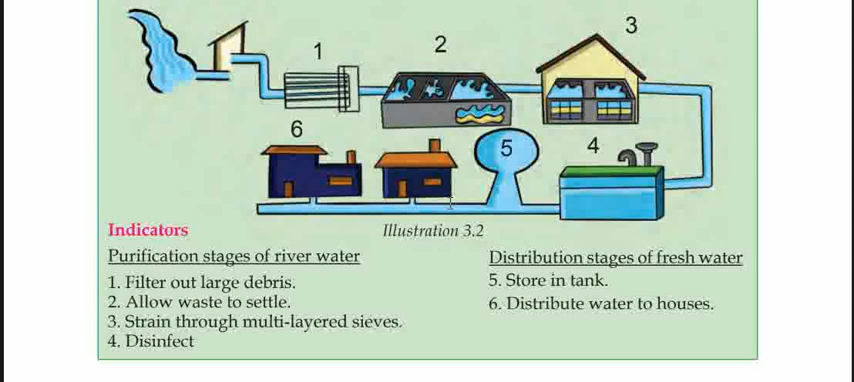 1
2
3
6
5
4
Indicators
Illustration 3.2
Purification stages of river water
1. Filter out large debris.
2. Allow waste to settle.
3. Strain through multi-layered sieves.
4. Disinfect
Distribution stages of fresh water
5. Store in tank.
6. Distribute water to houses.